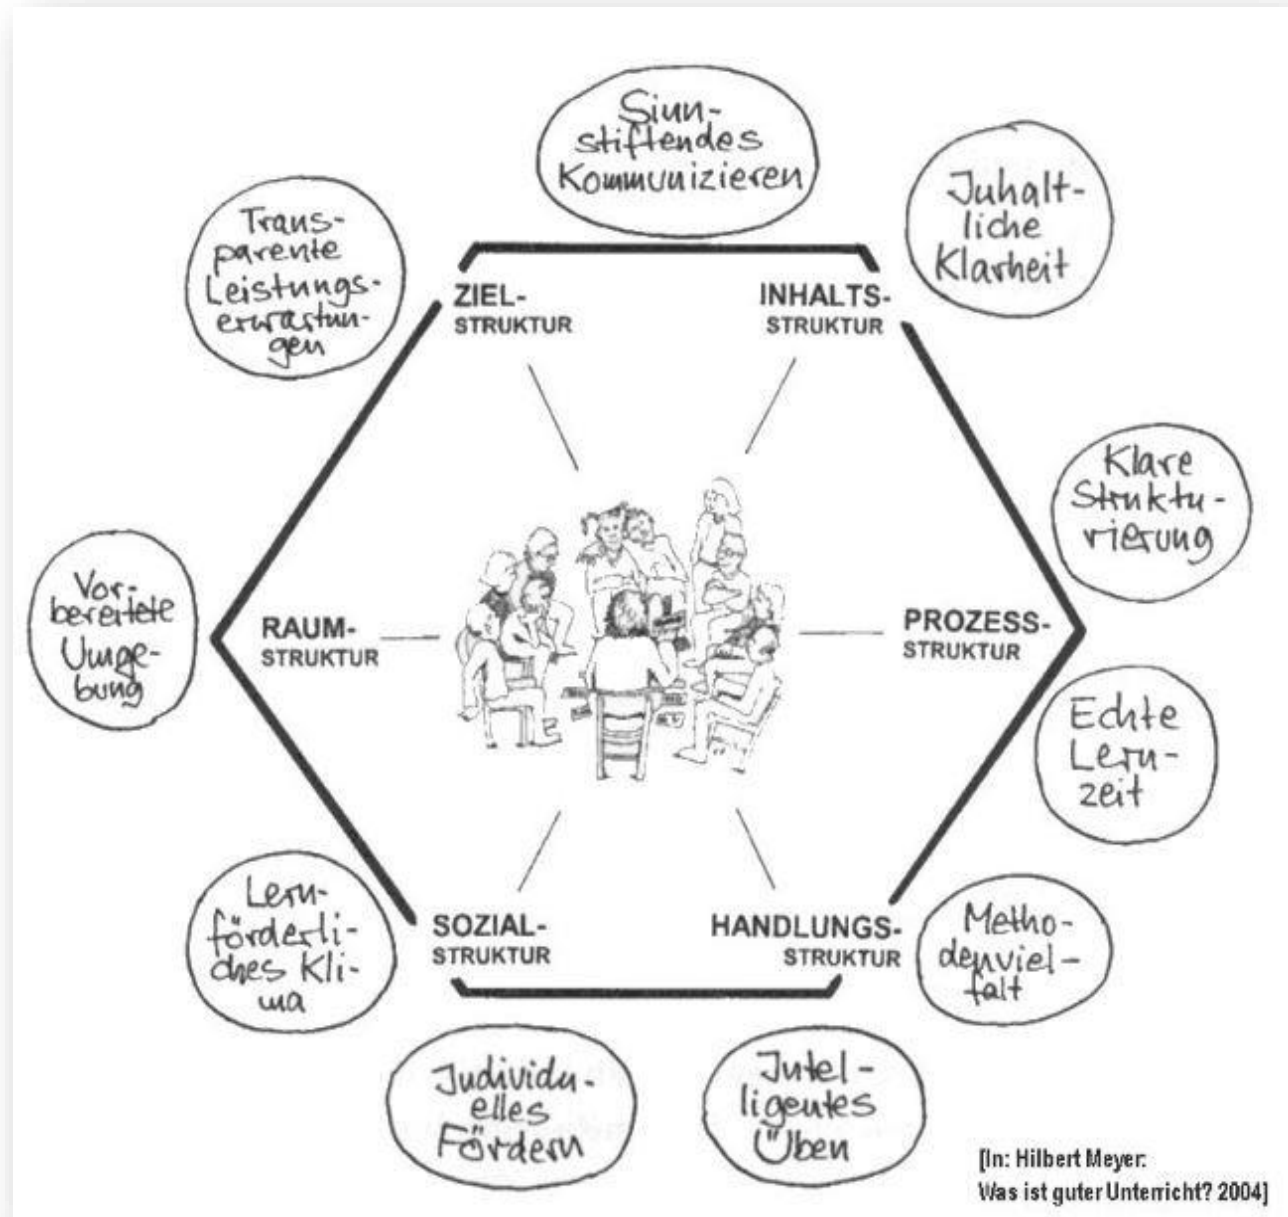 Sinn-
stiftendes
Kommunizieren
Inhalt-
liche
Klarheit
Trans-
parente
Leistungs-
erwartun-
gen
ZIEL-
STRUKTUR
INHALTS-
STRUKTUR
Klare
Struktu-
rierung
Vor-
bereitete
Umge-
bung
RAUM-
STRUKTUR
PROZESS-
STRUKTUR
Echte
Lern-
zeit
Lern-
förderli-
ches Kli-
ma
SOZIAL-
STRUKTUR
HANDLUNGS-
STRUKTUR
Metho-
denviel-
falt
Individu-
elles
Fördern
Intel-
ligentes
Üben
[In: Hilbert Meyer:
Was ist guter Unterricht? 2004]